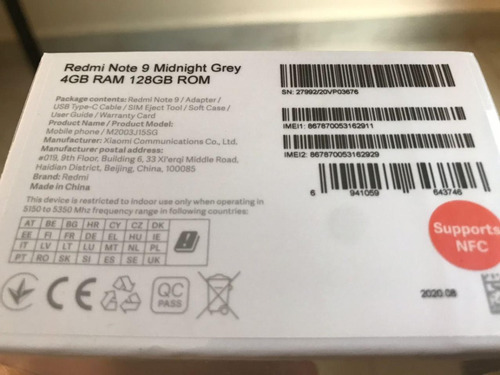 Redmi Note 9 Midnight Grey
4GB RAM 128GB ROM
Package contents: Redmi Note 9 / Adapter /
USB Type-C Cable / SIM Eject Tool / Soft Case /
User Guide / Warranty Card
Product Name / Product Model:
Mobile phone / M2003J15SG
Manufacturer: Xiaomi Communications Co., Ltd.
Manufacturer postal address:
#019, 9th Floor, Building 6, 33 Xi'erqi Middle Road,
Haidian District, Beijing, China, 100085
Brand: Redmi
Made in China
This device is restricted to indoor use only when operating in
5150 to 5350 Mhz frequency range in following countries:
AT BE BG HR CY CZ DK
EE FI FR DE EL HU IE
IT LV LT LU MT NL PL
PT RO SK SI ES SE UK
CE
QC
PASS
SN: 27992/20VP03676
IMEI1: 867870053162911
IMEI2: 867870053162929
6 941059 643746
Supports
NFC
2020.08